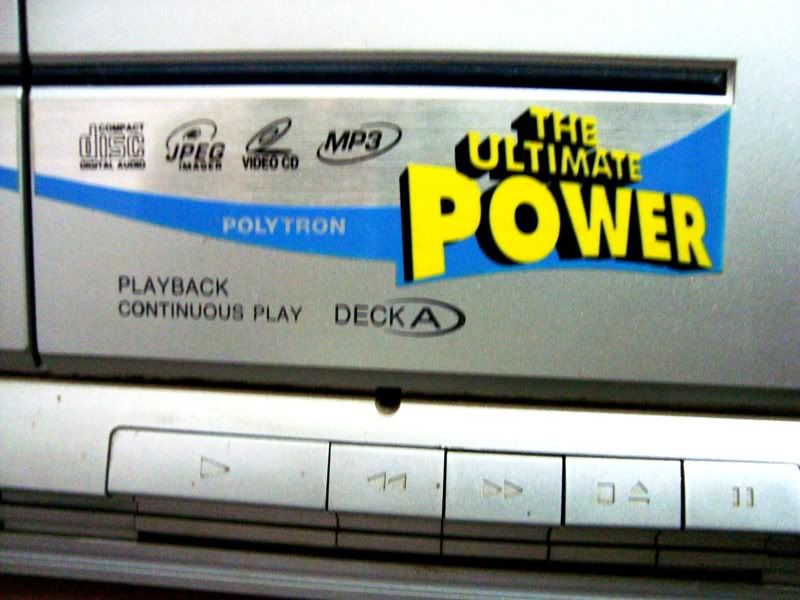 COMPACT
disc
DIGITAL AUDIO
JPEG
IMAGER
VIDEO CD
MP3
THE
ULTIMATE
POWER
POLYTRON
PLAYBACK
CONTINUOUS PLAY
DECK A